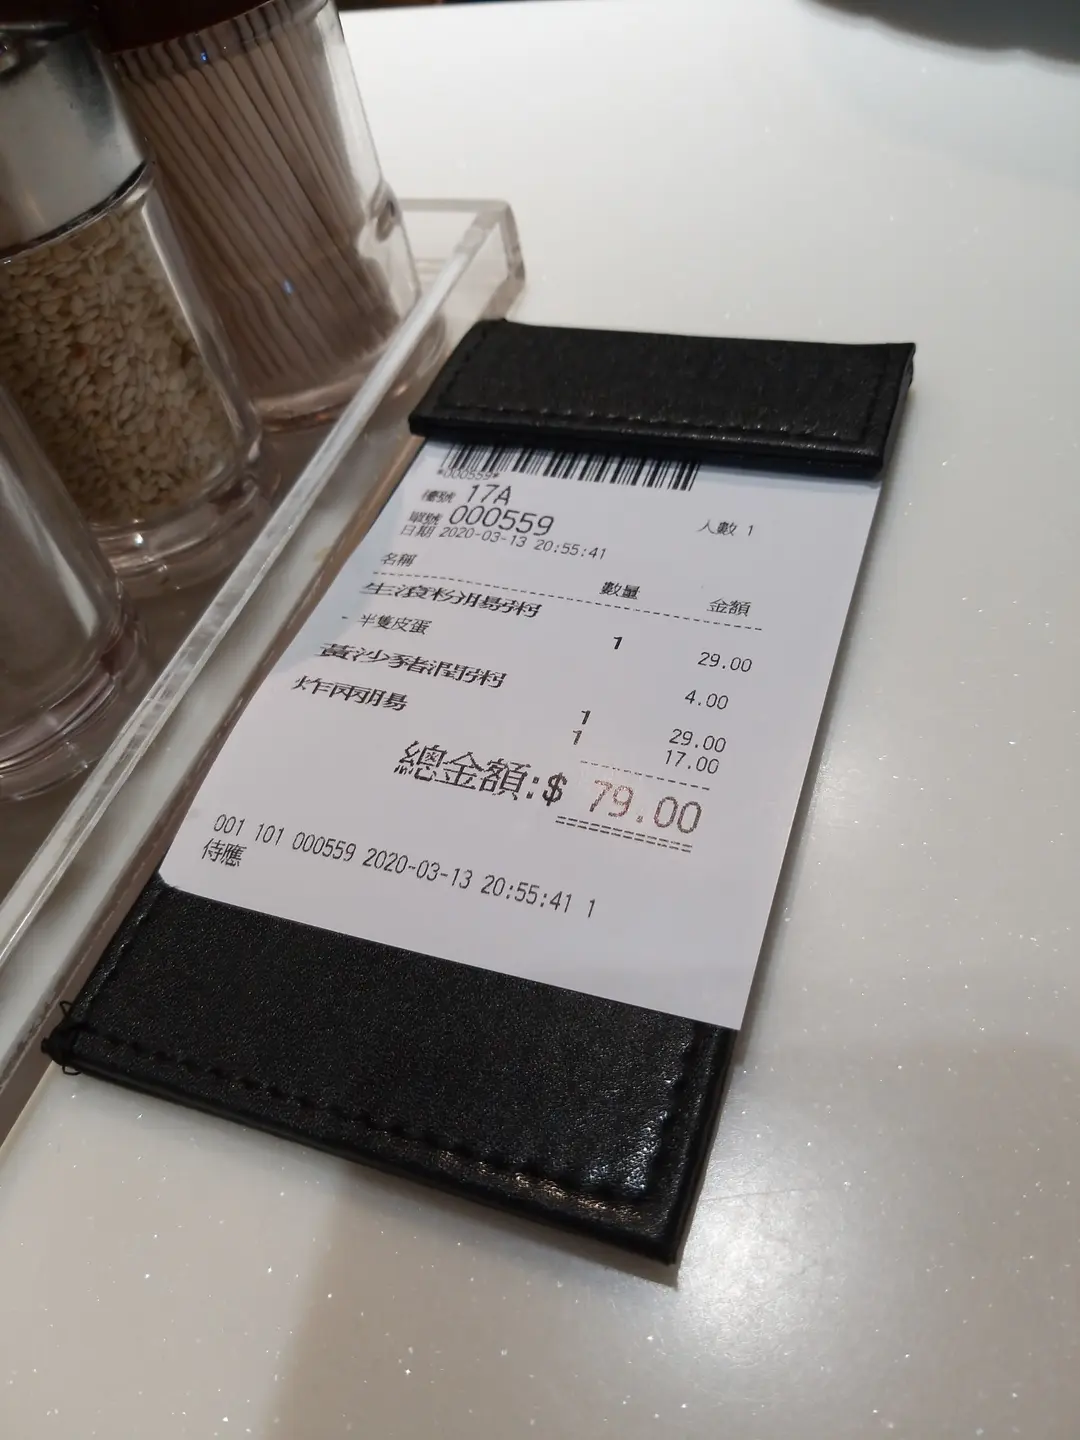 *000559*
檯號 17A
單號 000559 人數 1
日期 2020-03-13 20:55:41
名稱 數量 金額
生滾粉腸粥 1 29.00
- 半隻皮蛋 4.00
黃沙豬潤粥 1 29.00
炸兩腸 1 17.00
總金額:$ 79.00
001 101 000559 2020-03-13 20:55:41 1
侍應